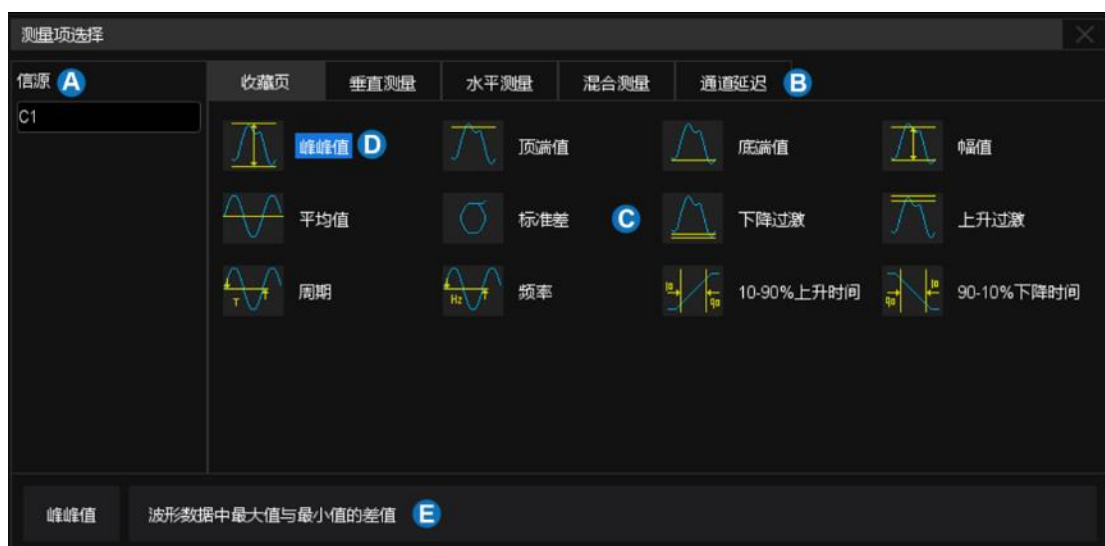 测量项选择
信源 A 收藏页 垂直测量 水平测量 混合测量 通道延迟 B
C1
峰峰值 D 顶端值 底端值 幅值
平均值 标准差 C 下降过激 上升过激
T 周期 Hz 频率 10 90 10-90%上升时间 90 10 90-10%下降时间
峰峰值 波形数据中最大值与最小值的差值 E